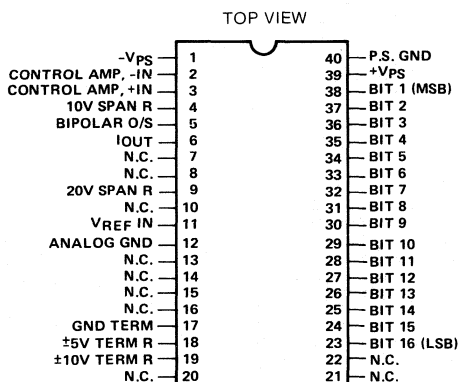 TOP VIEW
-VPS 1 40 P.S. GND
CONTROL AMP, -IN 2 39 +VPS
CONTROL AMP, +IN 3 38 BIT 1 (MSB)
10V SPAN R 4 37 BIT 2
BIPOLAR O/S 5 36 BIT 3
IOUT 6 35 BIT 4
N.C. 7 34 BIT 5
N.C. 8 33 BIT 6
20V SPAN R 9 32 BIT 7
N.C. 10 31 BIT 8
VREF IN 11 30 BIT 9
ANALOG GND 12 29 BIT 10
N.C. 13 28 BIT 11
N.C. 14 27 BIT 12
N.C. 15 26 BIT 13
N.C. 16 25 BIT 14
GND TERM 17 24 BIT 15
±5V TERM R 18 23 BIT 16 (LSB)
±10V TERM R 19 22 N.C.
N.C. 20 21 N.C.